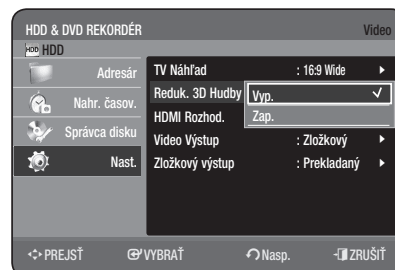 HDD & DVD REKORDÉR Video
HDD HDD
Adresár
Nahr. časov.
Správca disku
Nast.
TV Náhľad : 16:9 Wide
Reduk. 3D Hudby Vyp.
HDMI Rozhod. Zap.
Video Výstup : Zložkový
Zložkový výstup : Prekladaný
PREJSŤ VYBRAŤ Nasp. ZRUŠIŤ